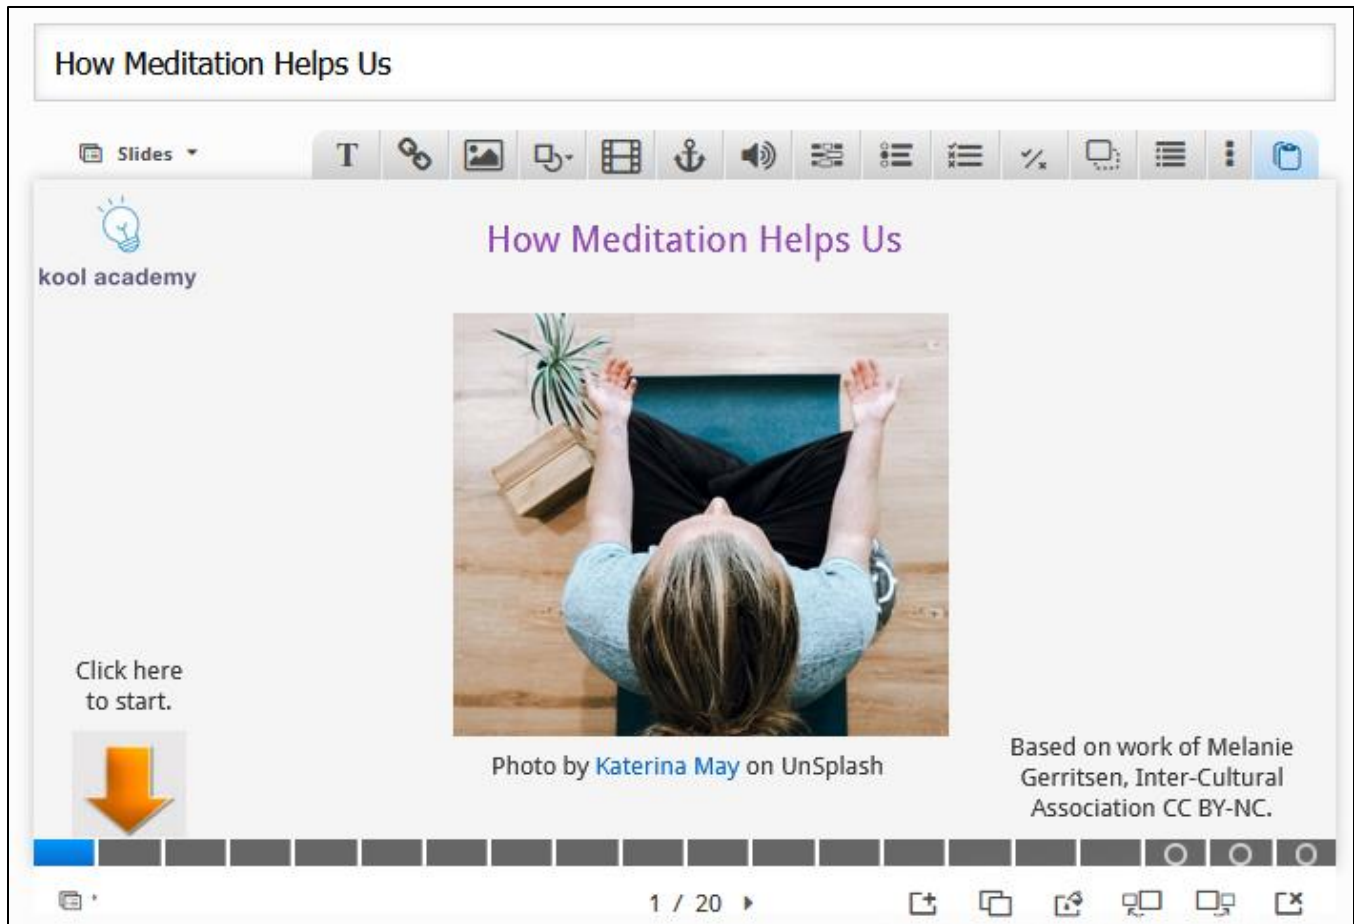 How Meditation Helps Us
Slides
T
kool academy
How Meditation Helps Us
Click here
to start.
Photo by Katerina May on UnSplash
Based on work of Melanie
Gerritsen, Inter-Cultural
Association CC BY-NC.
1 / 20